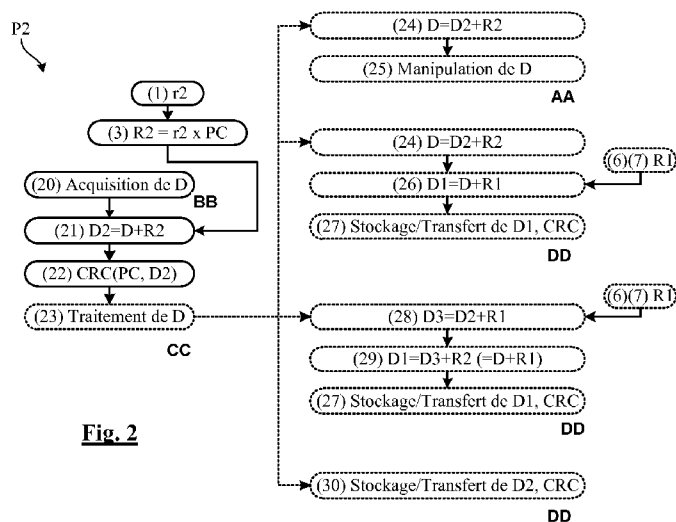 P2
(1) r2
(3) R2 = r2 x PC
(20) Acquisition de D
BB
(21) D2=D+R2
(22) CRC(PC, D2)
(23) Traitement de D
CC
(24) D=D2+R2
(25) Manipulation de D
AA
(24) D=D2+R2
(6)(7) R1
(26) D1=D+R1
(27) Stockage/Transfert de D1, CRC
DD
(6)(7) R1
(28) D3=D2+R1
(29) D1=D3+R2 (=D+R1)
(27) Stockage/Transfert de D1, CRC
DD
(30) Stockage/Transfert de D2, CRC
DD
Fig. 2